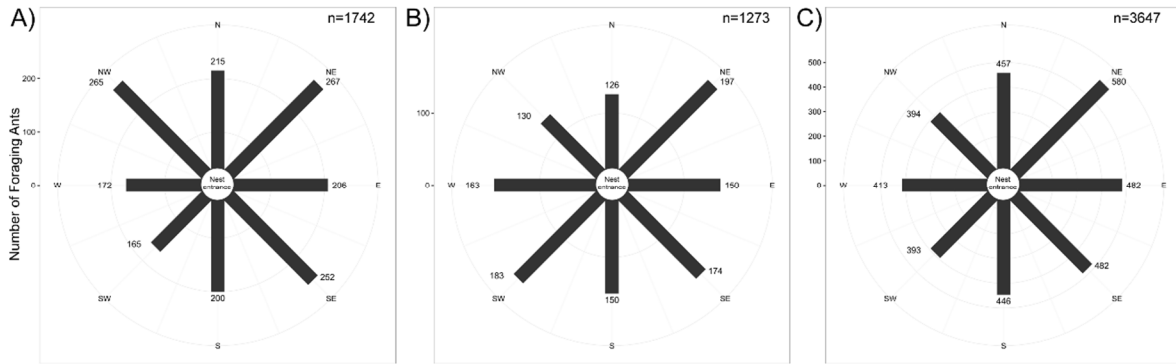 A)
n=1742
N
NW
NE
215
265
267
200
100
0
W
172
Nest
entrance
206
E
165
252
SW
200
SE
S
Number of Foraging Ants
B)
n=1273
N
NW
NE
126
197
130
100
0
W
163
Nest
entrance
150
E
183
174
SW
150
SE
S
C)
n=3647
N
NW
NE
457
580
394
500
400
300
200
100
0
W
413
Nest
entrance
482
E
393
482
SW
446
SE
S